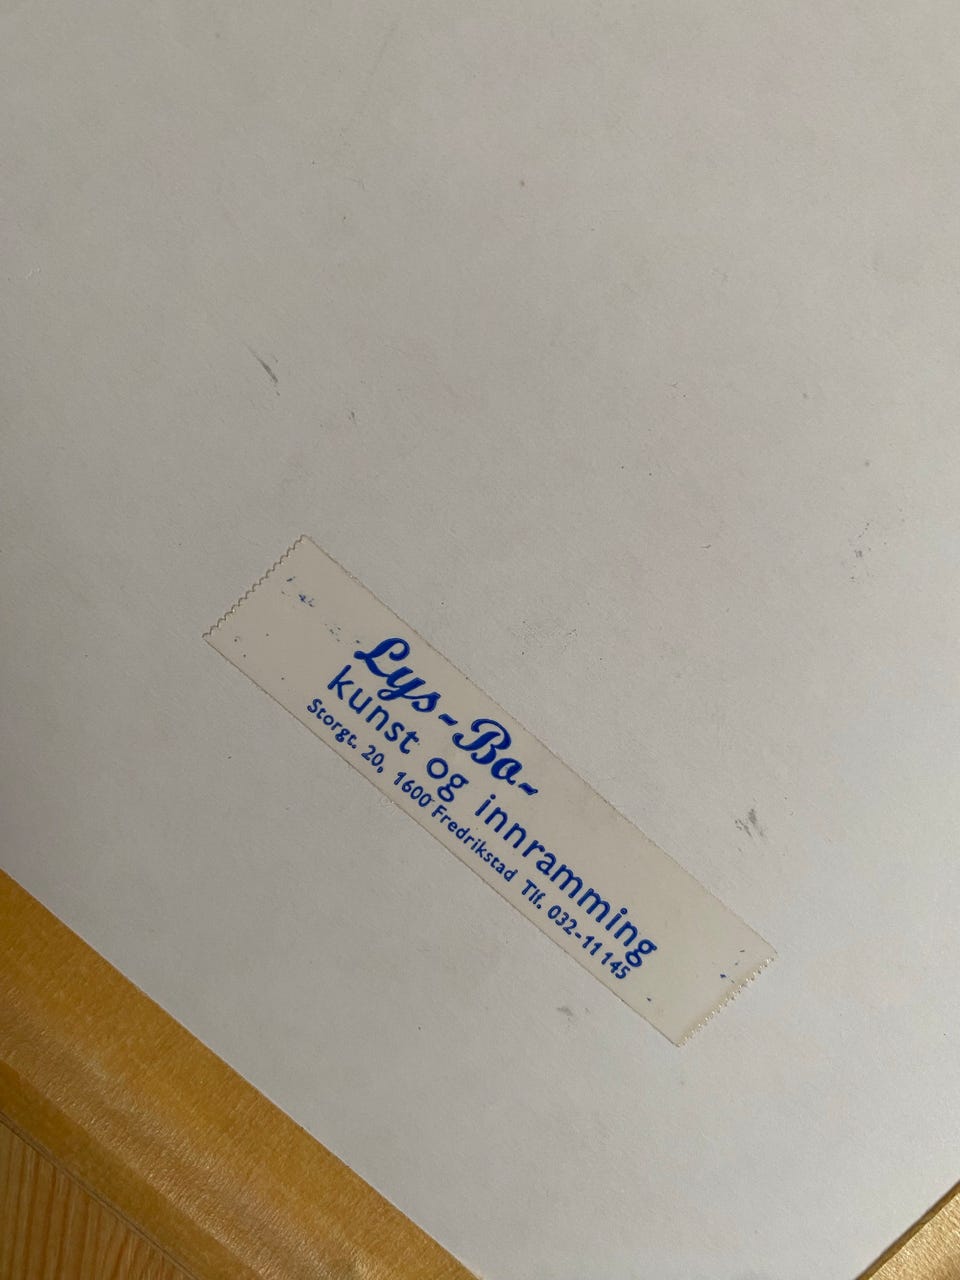 Lys-Bo-
kunst og innramming
Storgt. 20, 1600 Fredrikstad Tlf. 032-11 145